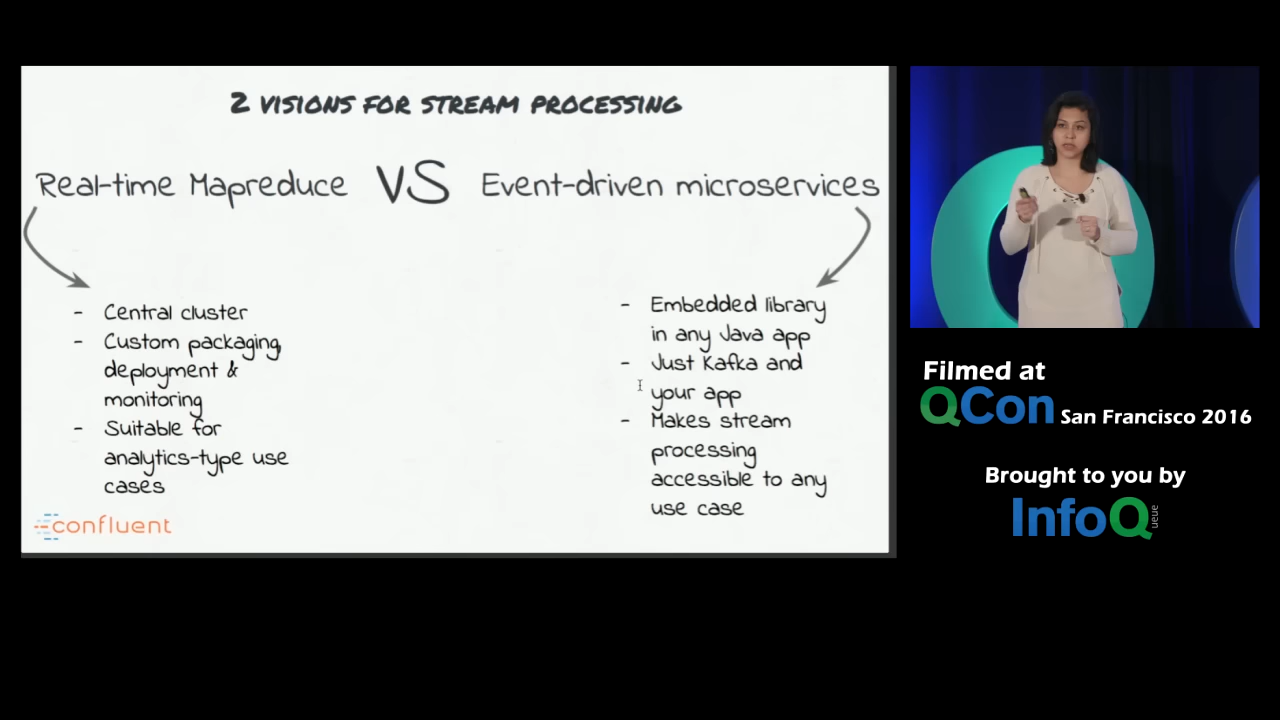 2 VISIONS FOR STREAM PROCESSING
Real-time Mapreduce VS Event-driven microservices
- Central cluster
- Custom packaging,
deployment &
monitoring
- Suitable for
analytics-type use
cases
- Embedded library
in any Java app
- Just Kafka and
your app
- Makes stream
processing
accessible to any
use case
confluent
Filmed at
QCon San Francisco 2016
Brought to you by
InfoQ
ueue